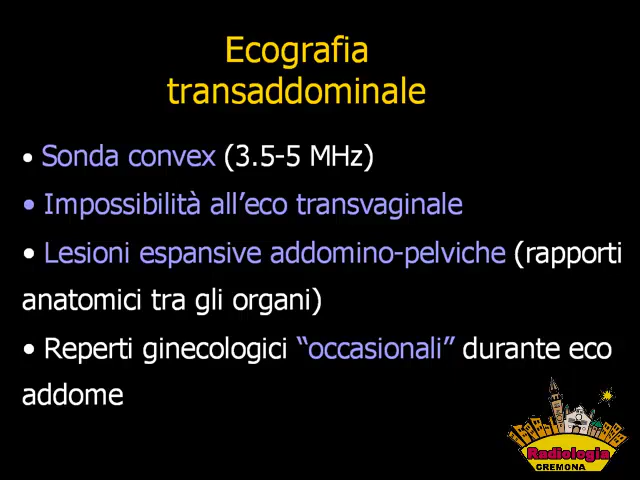 Ecografia
transaddominale
• Sonda convex (3.5-5 MHz)
• Impossibilità all’eco transvaginale
• Lesioni espansive addomino-pelviche (rapporti
anatomici tra gli organi)
• Reperti ginecologici “occasionali” durante eco
addome
Radiologia
CREMONA